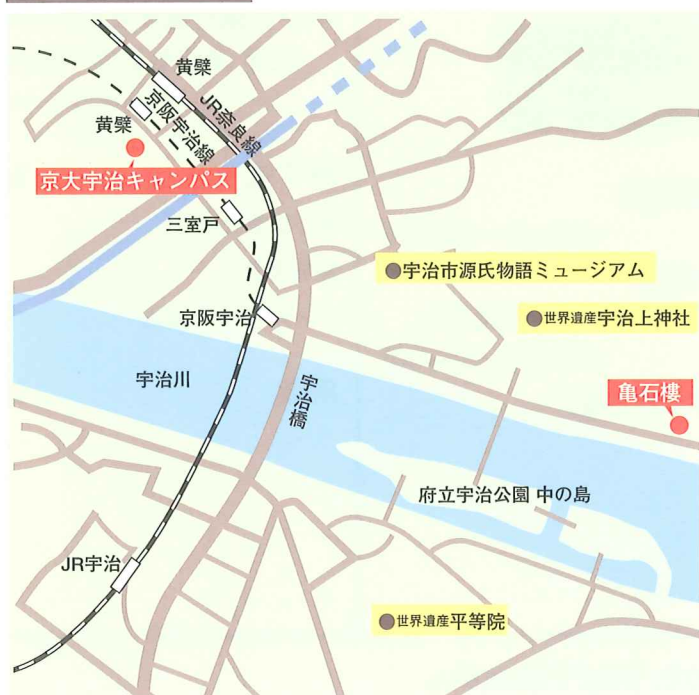 黄檗
JR奈良線
京阪宇治線
黄檗
京大宇治キャンパス
三室戸
宇治市源氏物語ミュージアム
京阪宇治
世界遺産宇治上神社
宇治川
宇治橋
亀石樓
府立宇治公園 中の島
JR宇治
世界遺産平等院